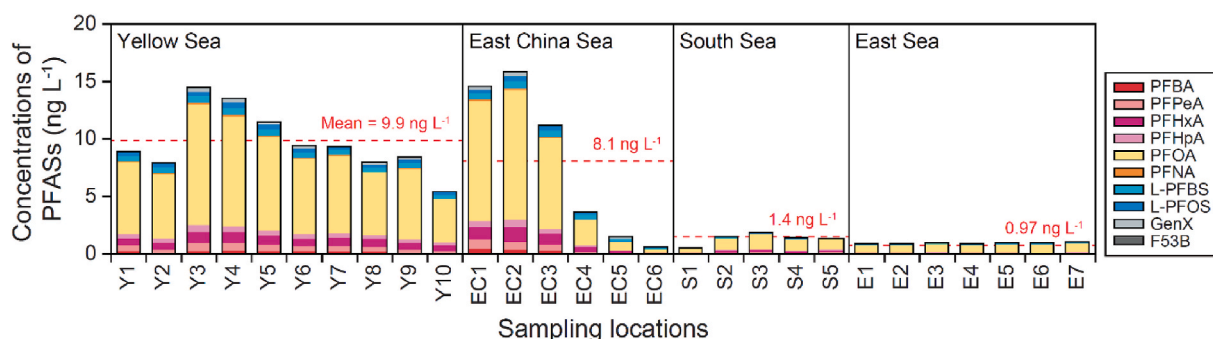 Concentrations of
PFASs (ng L⁻¹)
20
15
10
5
0
Yellow Sea
East China Sea
South Sea
East Sea
Mean = 9.9 ng L⁻¹
8.1 ng L⁻¹
1.4 ng L⁻¹
0.97 ng L⁻¹
Y1 Y2 Y3 Y4 Y5 Y6 Y7 Y8 Y9 Y10 EC1 EC2 EC3 EC4 EC5 EC6 S1 S2 S3 S4 S5 E1 E2 E3 E4 E5 E6 E7
Sampling locations
PFBA
PFPeA
PFHxA
PFHpA
PFOA
PFNA
L-PFBS
L-PFOS
GenX
F53B